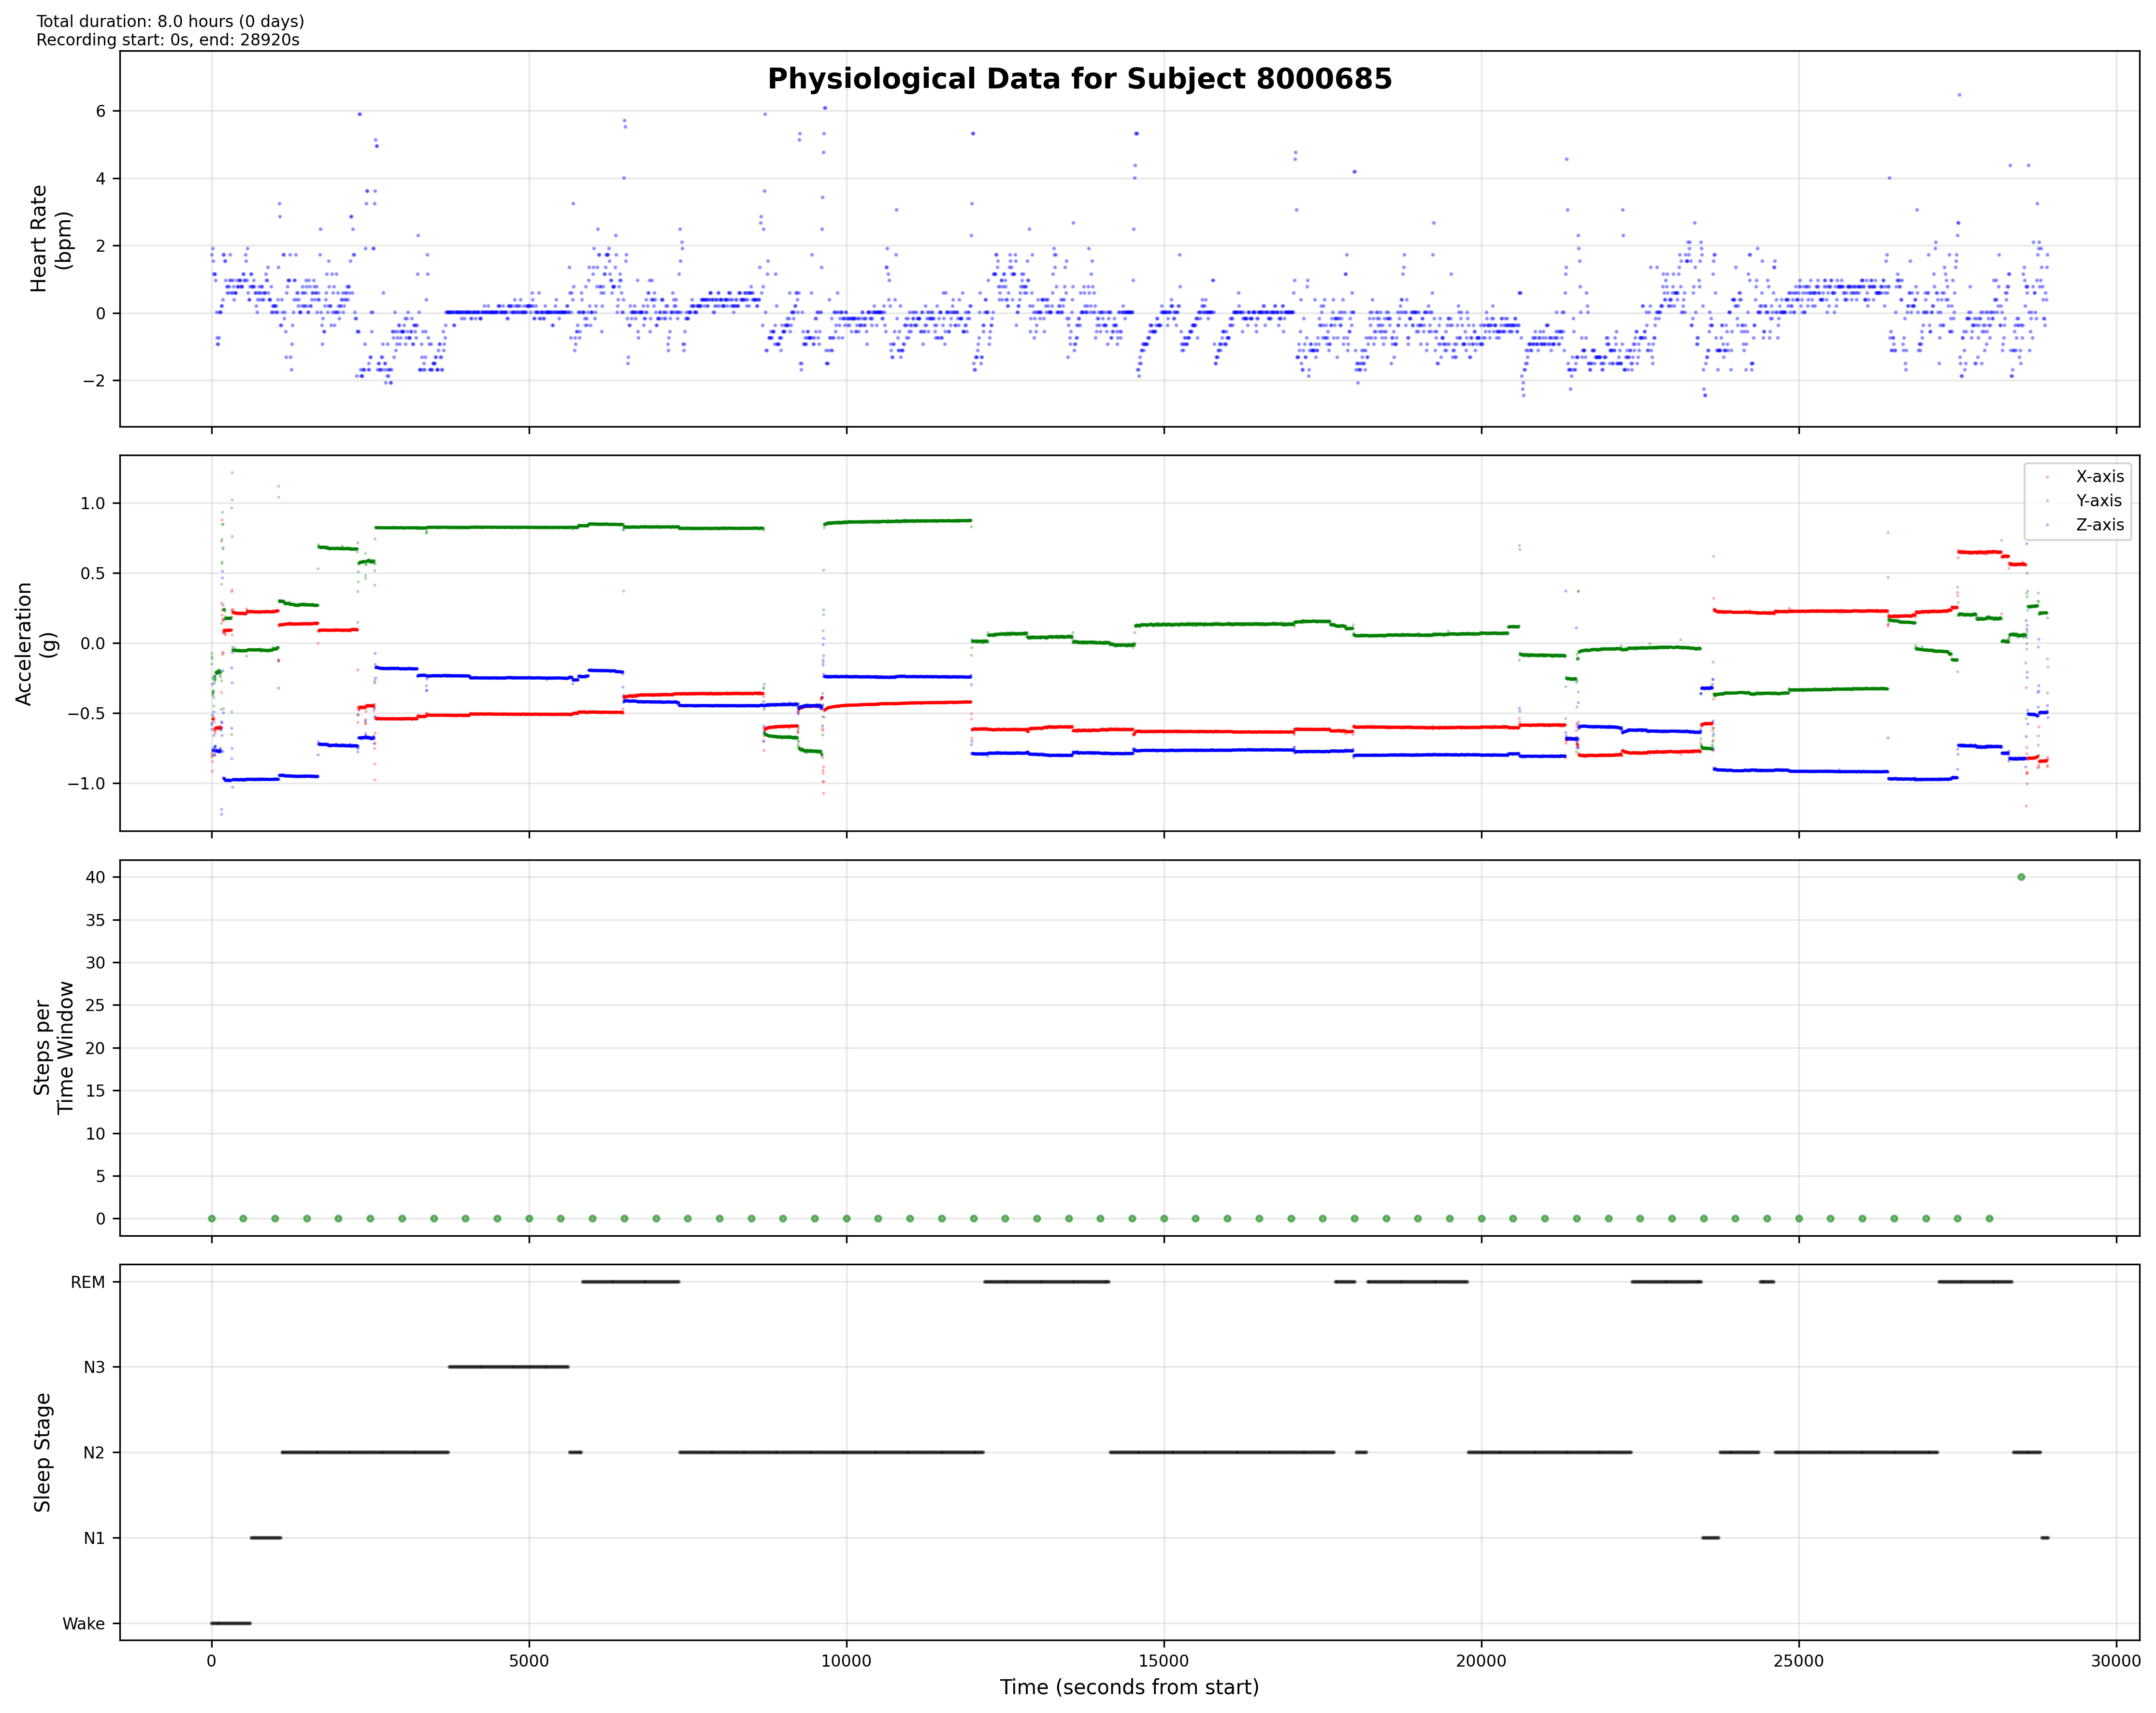 Total duration: 8.0 hours (0 days)
Recording start: 0s, end: 28920s
Physiological Data for Subject 8000685
Heart Rate
(bpm)
6
4
2
0
−2
Acceleration
(g)
1.0
0.5
0.0
−0.5
−1.0
X-axis
Y-axis
Z-axis
Steps per
Time Window
40
35
30
25
20
15
10
5
0
Sleep Stage
REM
N3
N2
N1
Wake
0 5000 10000 15000 20000 25000 30000
Time (seconds from start)